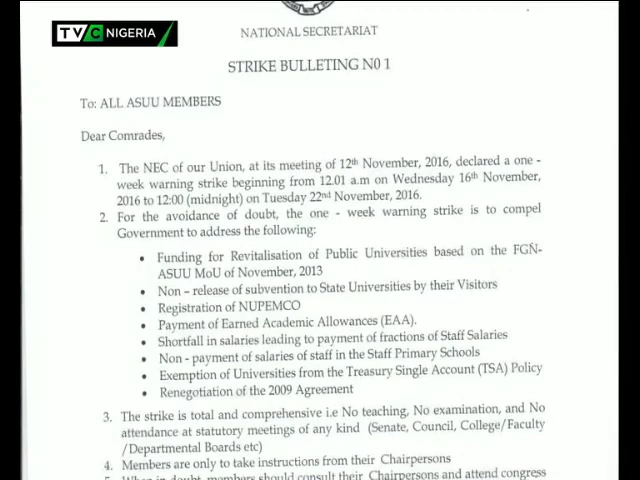 TVC NIGERIA
NATIONAL SECRETARIAT
STRIKE BULLETING N0 1
To: ALL ASUU MEMBERS
Dear Comrades,
1. The NEC of our Union, at its meeting of 12th November, 2016, declared a one -
week warning strike beginning from 12.01 a.m on Wednesday 16th November,
2016 to 12:00 (midnight) on Tuesday 22nd November, 2016.
2. For the avoidance of doubt, the one - week warning strike is to compel
Government to address the following:
• Funding for Revitalisation of Public Universities based on the FGN-
ASUU MoU of November, 2013
• Non – release of subvention to State Universities by their Visitors
• Registration of NUPEMCO
• Payment of Earned Academic Allowances (EAA).
• Shortfall in salaries leading to payment of fractions of Staff Salaries
• Non - payment of salaries of staff in the Staff Primary Schools
• Exemption of Universities from the Treasury Single Account (TSA) Policy
• Renegotiation of the 2009 Agreement
3. The strike is total and comprehensive i.e No teaching, No examination, and No
attendance at statutory meetings of any kind (Senate, Council, College/Faculty
/Departmental Boards etc)
4. Members are only to take instructions from their Chairpersons
5. When in doubt, members should consult their Chairpersons and attend congress